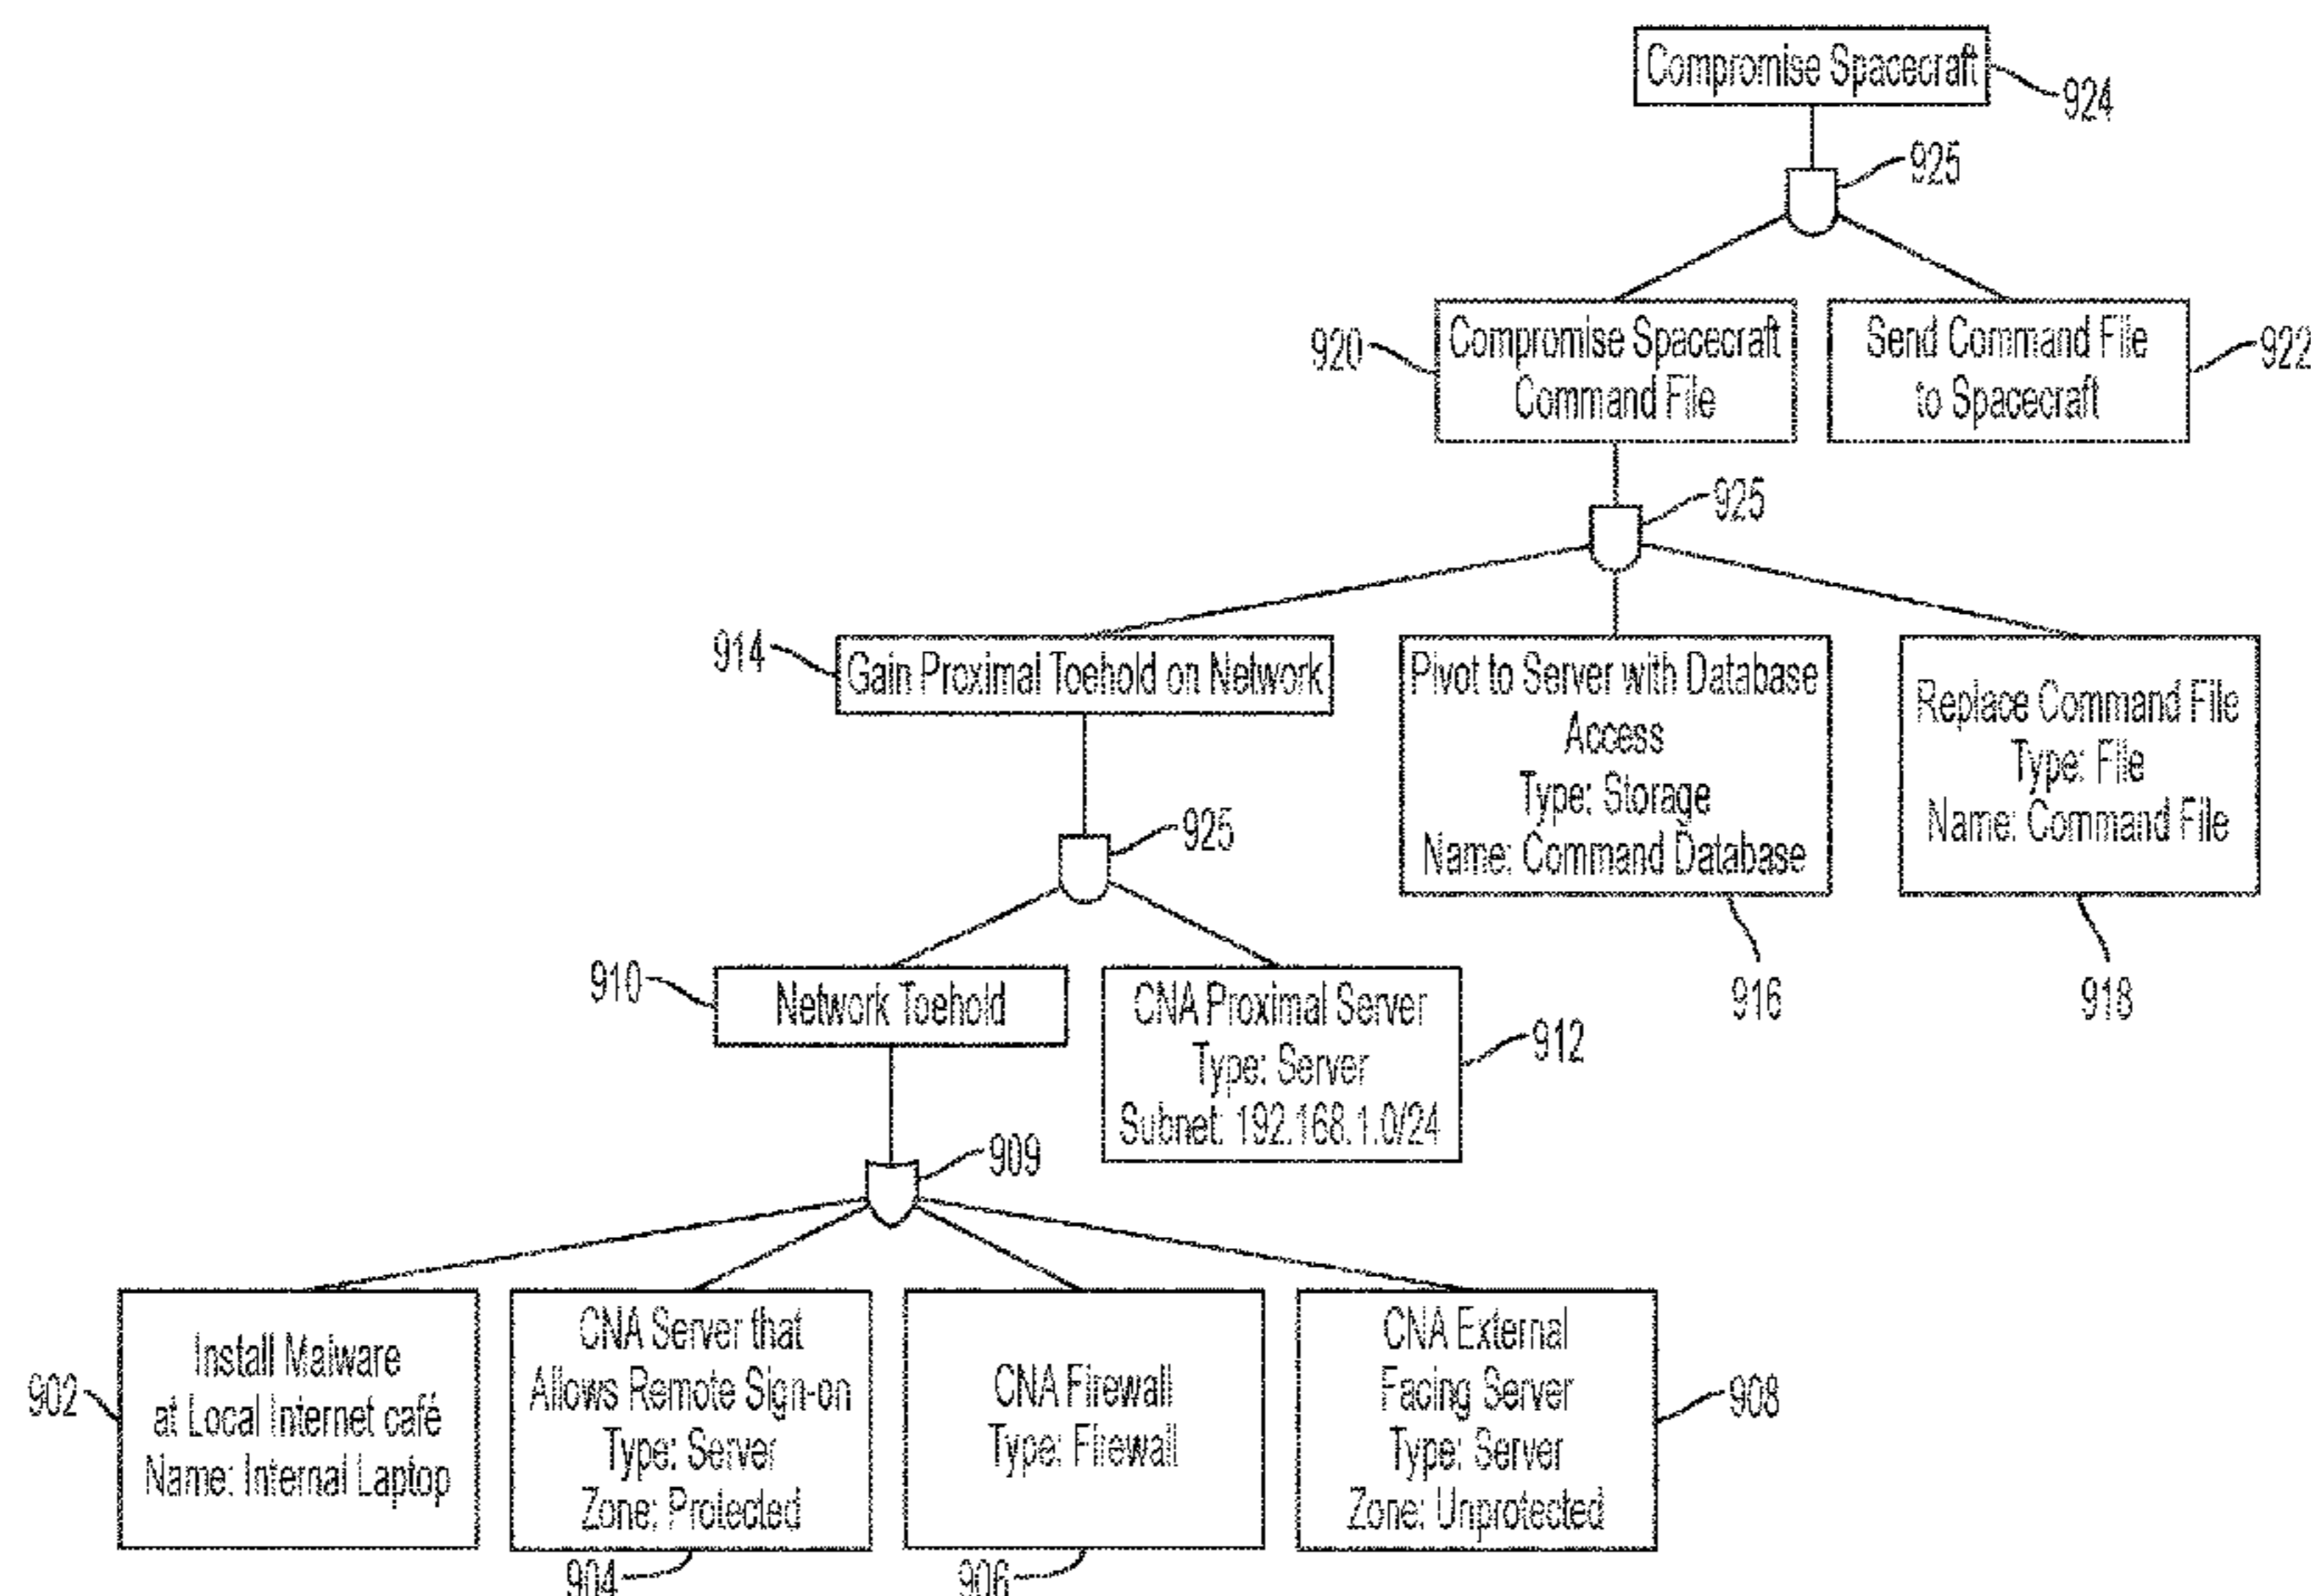 Compromise Spacecraft
924
925
920
Compromise Spacecraft
Command File
Send Command File
to Spacecraft
922
925
914
Gain Proximal Toehold on Network
Pivot to Server with Database
Access
Type: Storage
Name: Command Database
Replace Command File
Type: File
Name: Command File
925
916
918
910
Network Toehold
CNA Proximal Server
Type: Server
Subnet: 192.168.1.0/24
912
909
902
Install Malware
at Local Internet café
Name: Internal Laptop
CNA Server that
Allows Remote Sign-on
Type: Server
Zone: Protected
904
CNA Firewall
Type: Firewall
906
CNA External
Facing Server
Type: Server
Zone: Unprotected
908